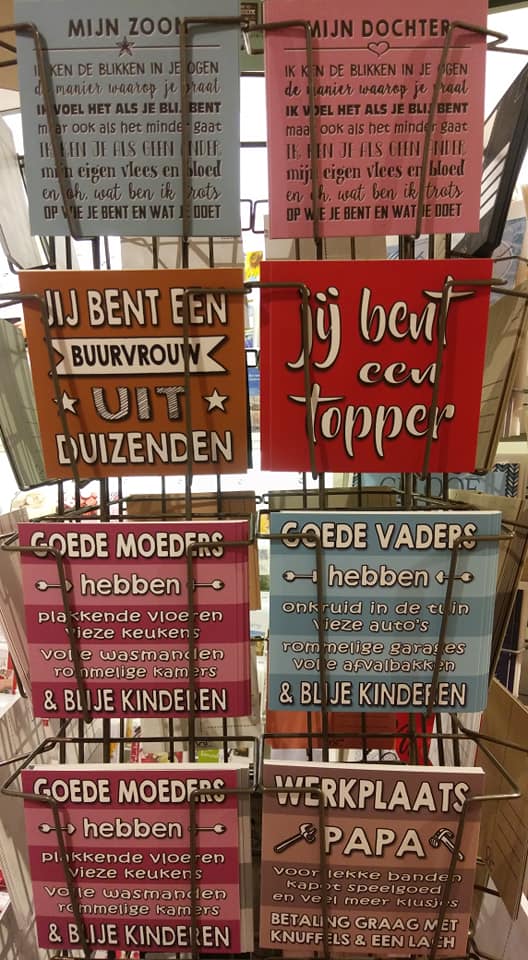 MIJN ZOON
IK KEN DE BLIKKEN IN JE OGEN
de manier waarop je praat
IK VOEL HET ALS JE BLIJ BENT
maar ook als het minder gaat
IK KEN JE ALS GEEN ANDER
mijn eigen vlees en bloed
en oh, wat ben ik trots
OP WIE JE BENT EN WAT JE DOET
MIJN DOCHTER
IK KEN DE BLIKKEN IN JE OGEN
de manier waarop je praat
IK VOEL HET ALS JE BLIJ BENT
maar ook als het minder gaat
IK KEN JE ALS GEEN ANDER
mijn eigen vlees en bloed
en oh, wat ben ik trots
OP WIE JE BENT EN WAT JE DOET
JIJ BENT EEN
BUURVROUW
UIT
DUIZENDEN
jij bent
een
topper
GOEDE MOEDERS
hebben
plakkende vloeren
vieze keukens
volle wasmanden
rommelige kamers
& BLIJE KINDEREN
GOEDE VADERS
hebben
onkruid in de tuin
vieze auto's
rommelige garages
volle afvalbakken
& BLIJE KINDEREN
GOEDE MOEDERS
hebben
plakkende vloeren
vieze keukens
volle wasmanden
rommelige kamers
& BLIJE KINDEREN
WERKPLAATS
PAPA
voor lekke banden
kapot speelgoed
en veel meer klusjes
BETALING GRAAG MET
KNUFFELS & EEN LACH